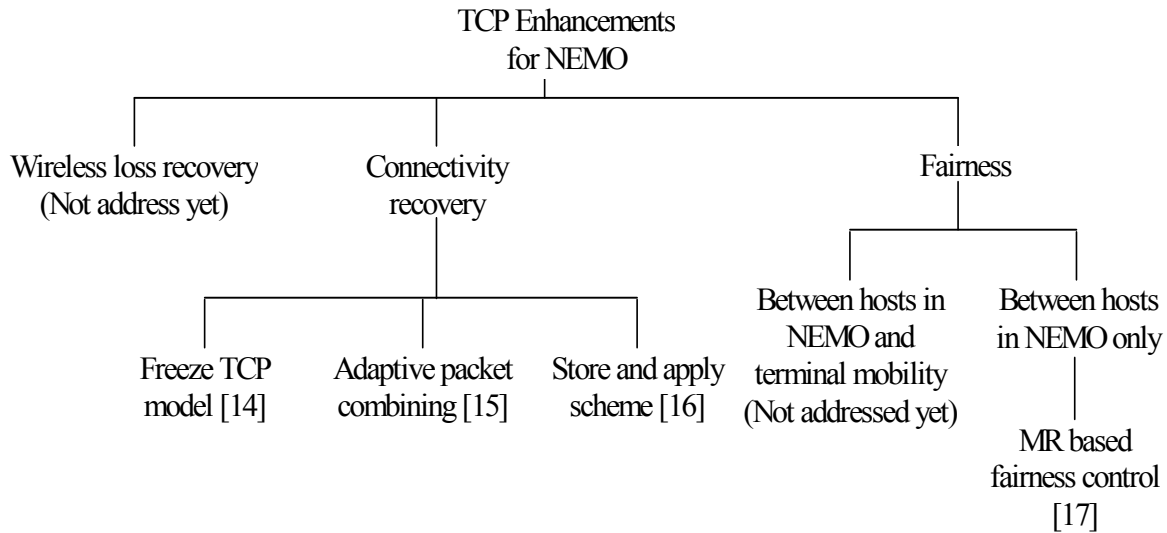 TCP Enhancements
for NEMO
Wireless loss recovery
(Not address yet)
Connectivity
recovery
Fairness
Freeze TCP
model [14]
Adaptive packet
combining [15]
Store and apply
scheme [16]
Between hosts in
NEMO and
terminal mobility
(Not addressed yet)
Between hosts
in NEMO only
MR based
fairness control
[17]